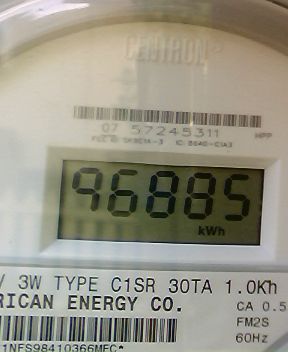 CENTRON®
07 57245311
96885
kWh
3W TYPE C1SR 30TA 1.0Kh
RICAN ENERGY CO.
CA 0.5
FM2S
60Hz
1NFS98410366MFC*